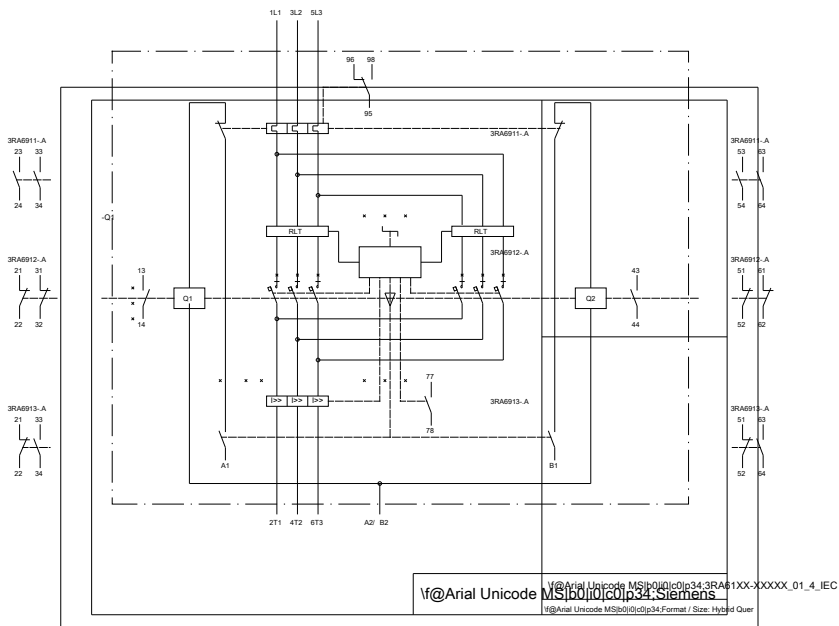 1L1 3L2 5L3
96 98
95
3RA6911-.A
3RA6911-.A
3RA6911-.A
23 33
53 63
24 34
54 64
-Q1
RLT
RLT
3RA6912-.A
3RA6912-.A
3RA6912-.A
21 31
13
43
51 61
Q1
Q2
22 32
14
44
52 62
77
I>> I>> I>>
3RA6913-.A
3RA6913-.A
3RA6913-.A
21 33
51 63
78
A1
B1
22 34
52 64
2T1 4T2 6T3 A2/ B2
\f@Arial Unicode MS|b0|i0|c0|p34;3RA61XX-XXXXX_01_4_IEC
\f@Arial Unicode MS|b0|i0|c0|p34;Siemens
\f@Arial Unicode MS|b0|i0|c0|p34;Format / Size: Hybrid Quer